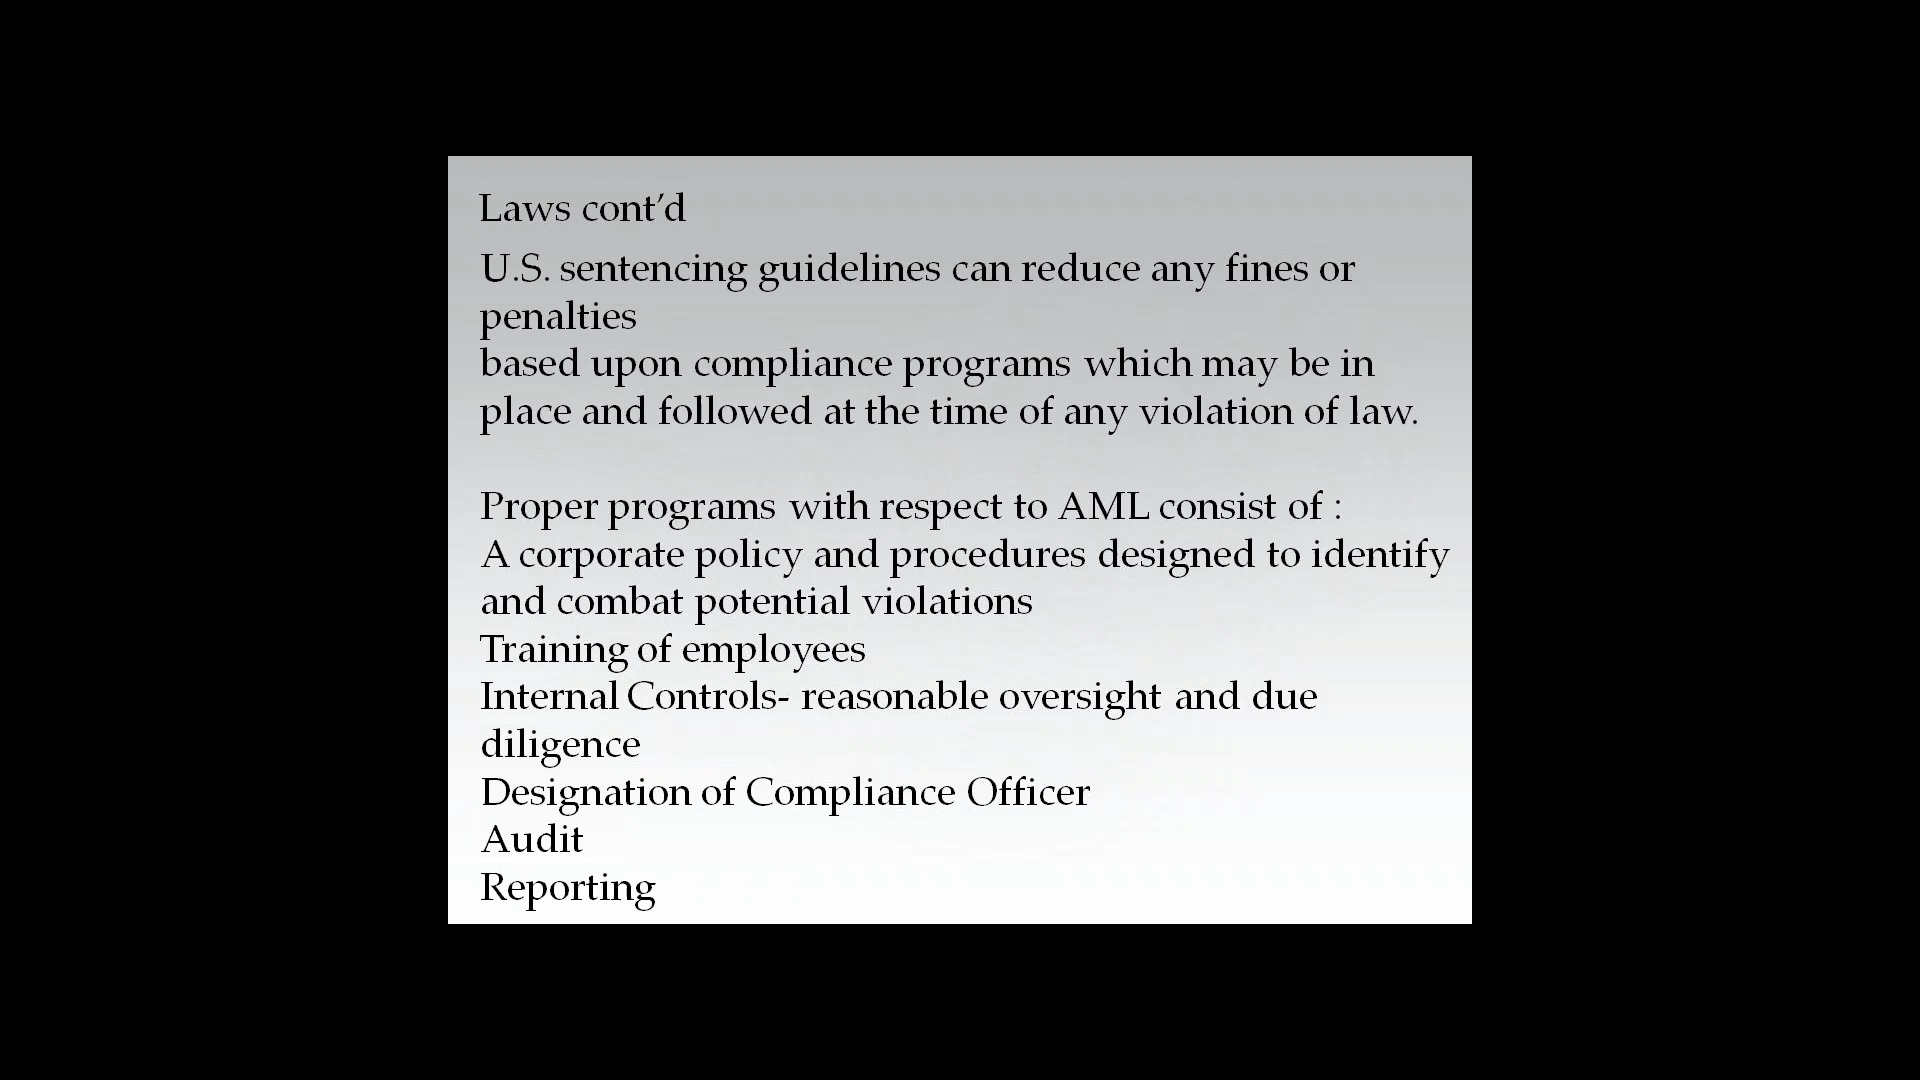 Laws cont’d
U.S. sentencing guidelines can reduce any fines or
penalties
based upon compliance programs which may be in
place and followed at the time of any violation of law.
Proper programs with respect to AML consist of :
A corporate policy and procedures designed to identify
and combat potential violations
Training of employees
Internal Controls- reasonable oversight and due
diligence
Designation of Compliance Officer
Audit
Reporting